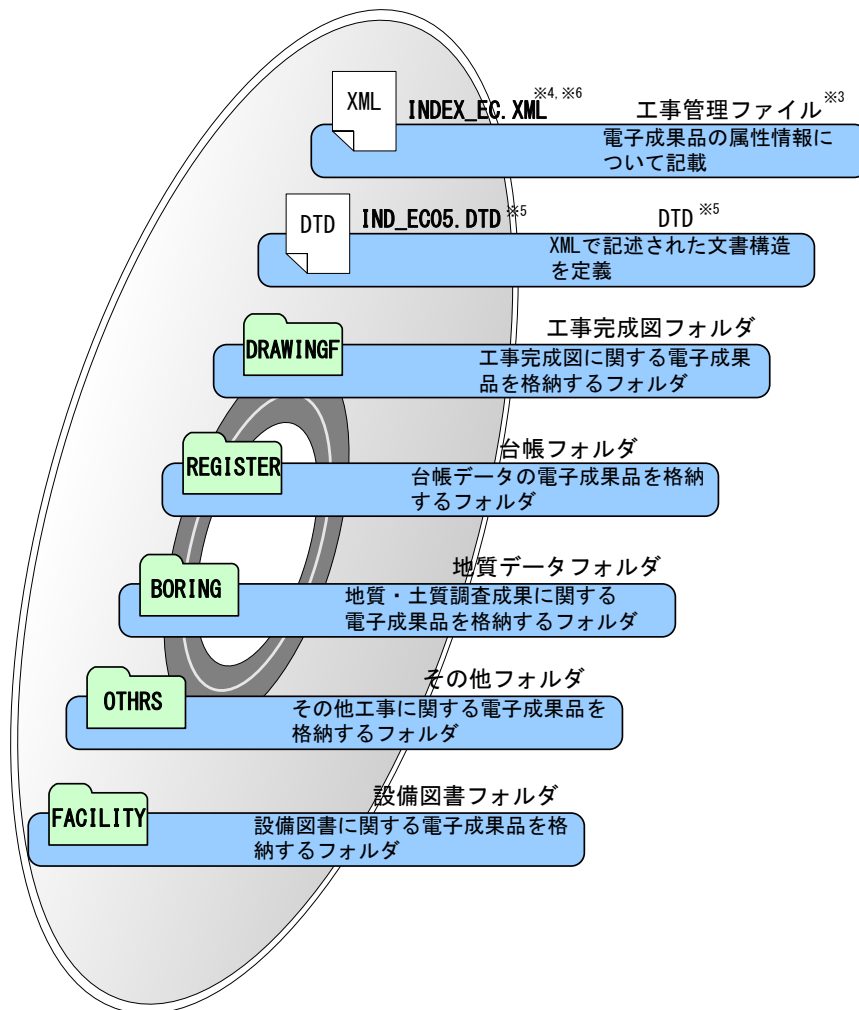 XML
INDEX_EC.XML※4,※6 工事管理ファイル※3
電子成果品の属性情報に
ついて記載
DTD
IND_EC05.DTD※5 DTD※5
XMLで記述された文書構造
を定義
工事完成図フォルダ
DRAWINGF
工事完成図に関する電子成果
品を格納するフォルダ
台帳フォルダ
REGISTER
台帳データの電子成果品を格納
するフォルダ
地質データフォルダ
BORING
地質・土質調査成果に関する
電子成果品を格納するフォルダ
その他フォルダ
OTHRS
その他工事に関する電子成果品を
格納するフォルダ
設備図書フォルダ
FACILITY
設備図書に関する電子成果品を格
納するフォルダ